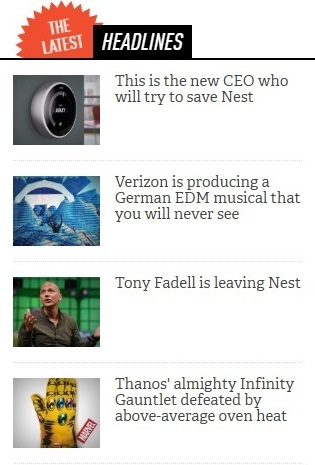 THE
LATEST
HEADLINES
This is the new CEO who
will try to save Nest
Verizon is producing a
German EDM musical that
you will never see
Tony Fadell is leaving Nest
Thanos' almighty Infinity
Gauntlet defeated by
above-average oven heat
MARVEL